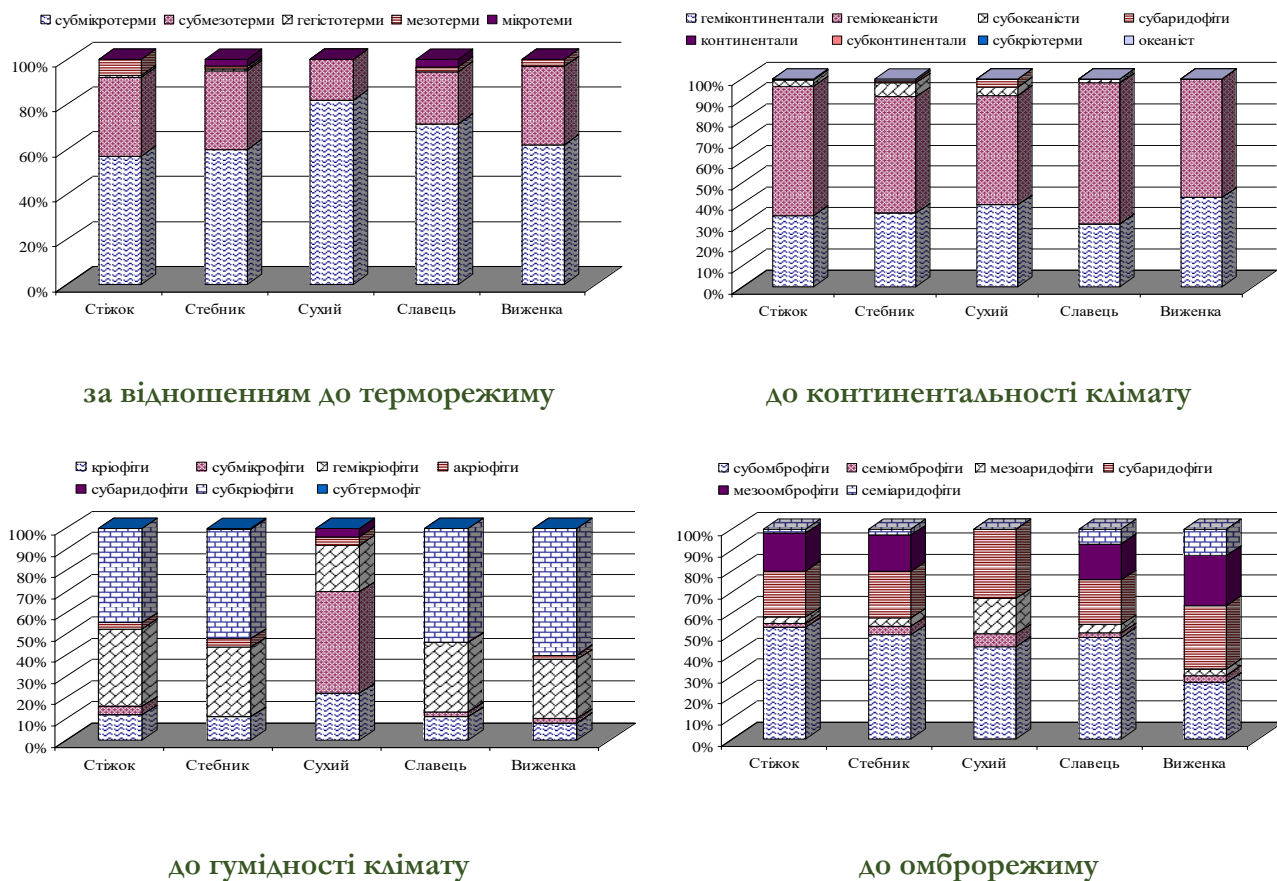 субмікротерми субмезотерми гегістотерми мезотерми мікротеми
100%
80%
60%
40%
20%
0%
Стіжок Стебник Сухий Славець Виженка
за відношенням до терморежиму
геміконтинентали геміокеаністи субокеаністи субаридофіти
континентали субконтинентали субкріотерми океаніст
100%
90%
80%
70%
60%
50%
40%
30%
20%
10%
0%
Стіжок Стебник Сухий Славець Виженка
до континентальності клімату
кріофіти субмікрофіти гемікріофіти акріофіти
субаридофіти субкріофіти субтермофіт
100%
90%
80%
70%
60%
50%
40%
30%
20%
10%
0%
Стіжок Стебник Сухий Славець Виженка
до гумідності клімату
субомброфіти семіомброфіти мезоаридофіти субаридофіти
мезоомброфіти семіаридофіти
100%
90%
80%
70%
60%
50%
40%
30%
20%
10%
0%
Стіжок Стебник Сухий Славець Виженка
до омброрежиму